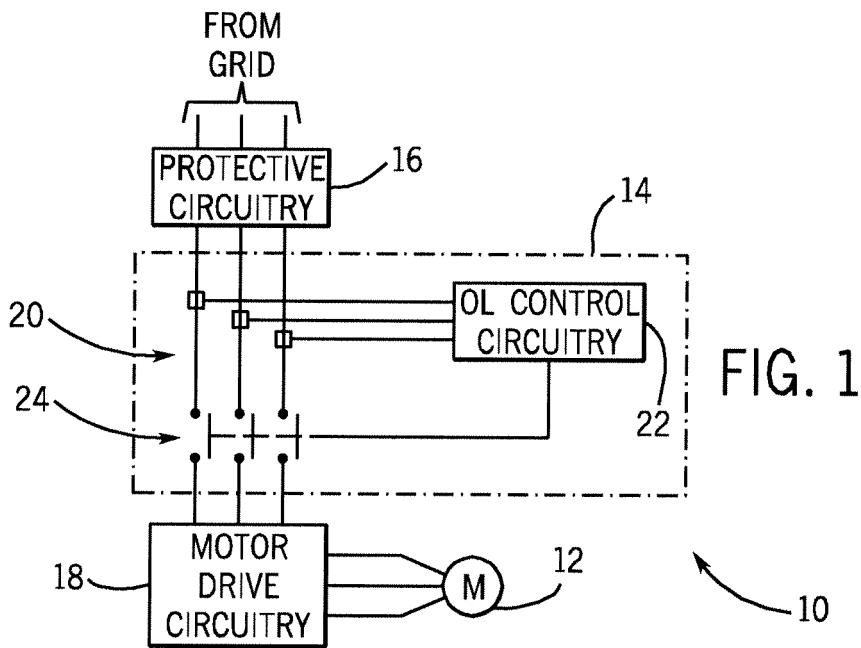 FROM
GRID
PROTECTIVE
CIRCUITRY
16
14
OL CONTROL
CIRCUITRY
20
24
22
FIG. 1
MOTOR
DRIVE
CIRCUITRY
18
M
12
10